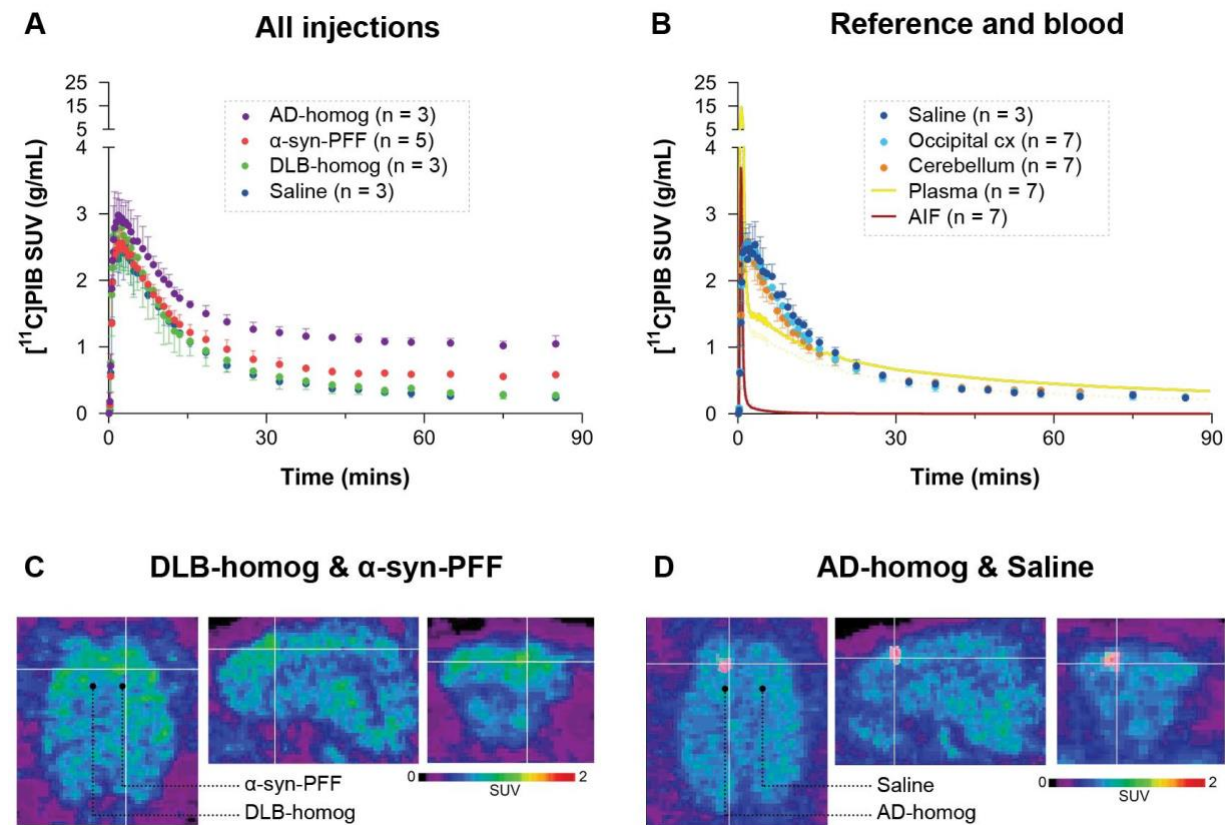 A
All injections
[¹¹C]PIB SUV (g/mL)
25
15
5
4
3
2
1
0
AD-homog (n = 3)
α-syn-PFF (n = 5)
DLB-homog (n = 3)
Saline (n = 3)
0
30
60
90
Time (mins)
B
Reference and blood
[¹¹C]PIB SUV (g/mL)
25
15
5
4
3
2
1
0
Saline (n = 3)
Occipital cx (n = 7)
Cerebellum (n = 7)
Plasma (n = 7)
AIF (n = 7)
0
30
60
90
Time (mins)
C
DLB-homog & α-syn-PFF
α-syn-PFF
DLB-homog
0
2
SUV
D
AD-homog & Saline
Saline
AD-homog
0
2
SUV